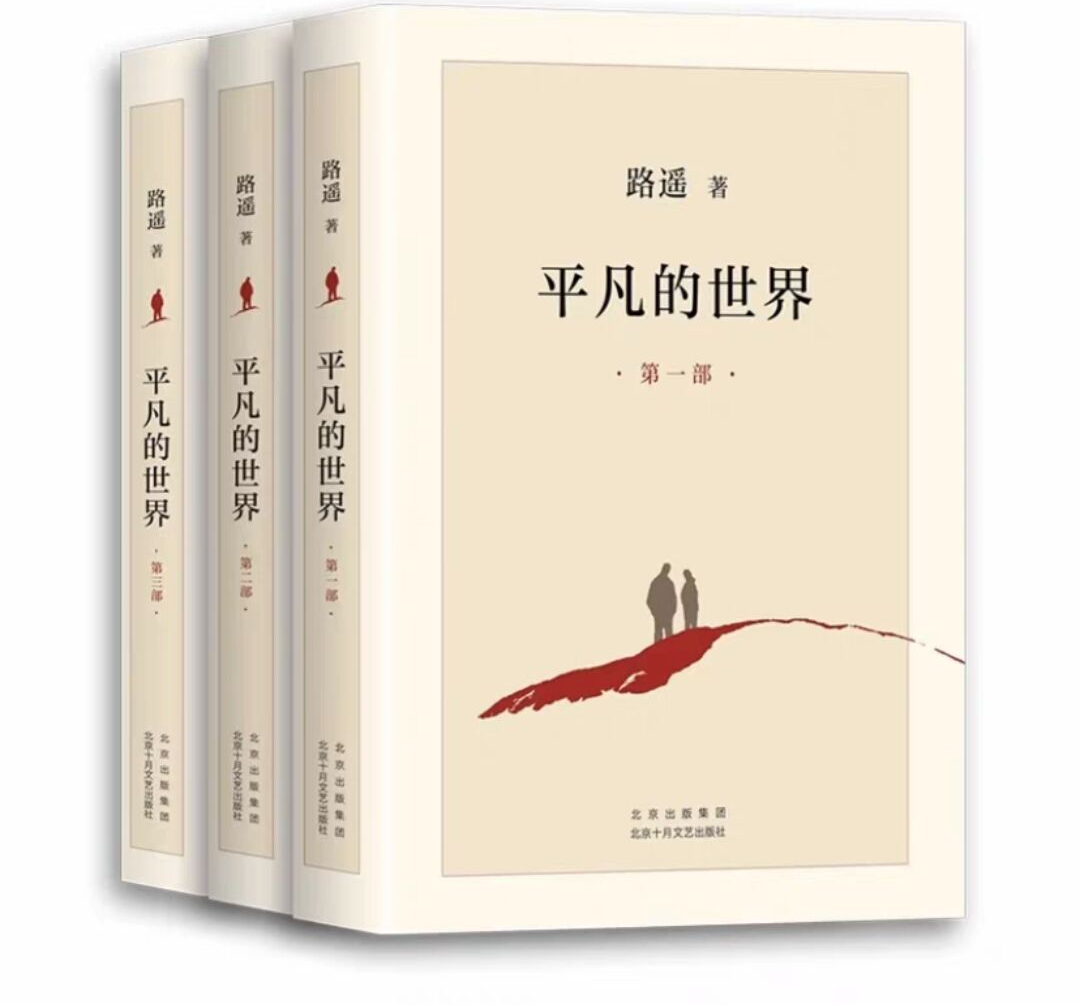 路遥 著
平凡的世界
·第三部·
北京出版集团
北京十月文艺出版社
路遥 著
平凡的世界
·第二部·
北京出版集团
北京十月文艺出版社
路遥 著
平凡的世界
·第一部·
北京出版集团
北京十月文艺出版社
路遥 著
平凡的世界
·第一部·
北京出版集团
北京十月文艺出版社